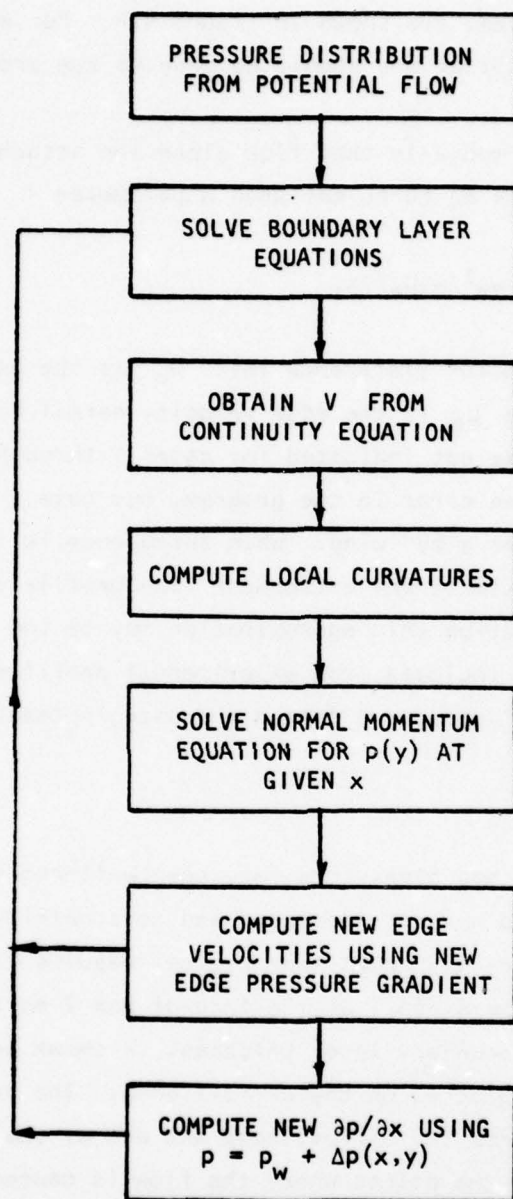 PRESSURE DISTRIBUTION
FROM POTENTIAL FLOW
SOLVE BOUNDARY LAYER
EQUATIONS
OBTAIN V FROM
CONTINUITY EQUATION
COMPUTE LOCAL CURVATURES
SOLVE NORMAL MOMENTUM
EQUATION FOR p(y) AT
GIVEN x
COMPUTE NEW EDGE
VELOCITIES USING NEW
EDGE PRESSURE GRADIENT
COMPUTE NEW ∂p/∂x USING
p = p_w + Δp(x,y)